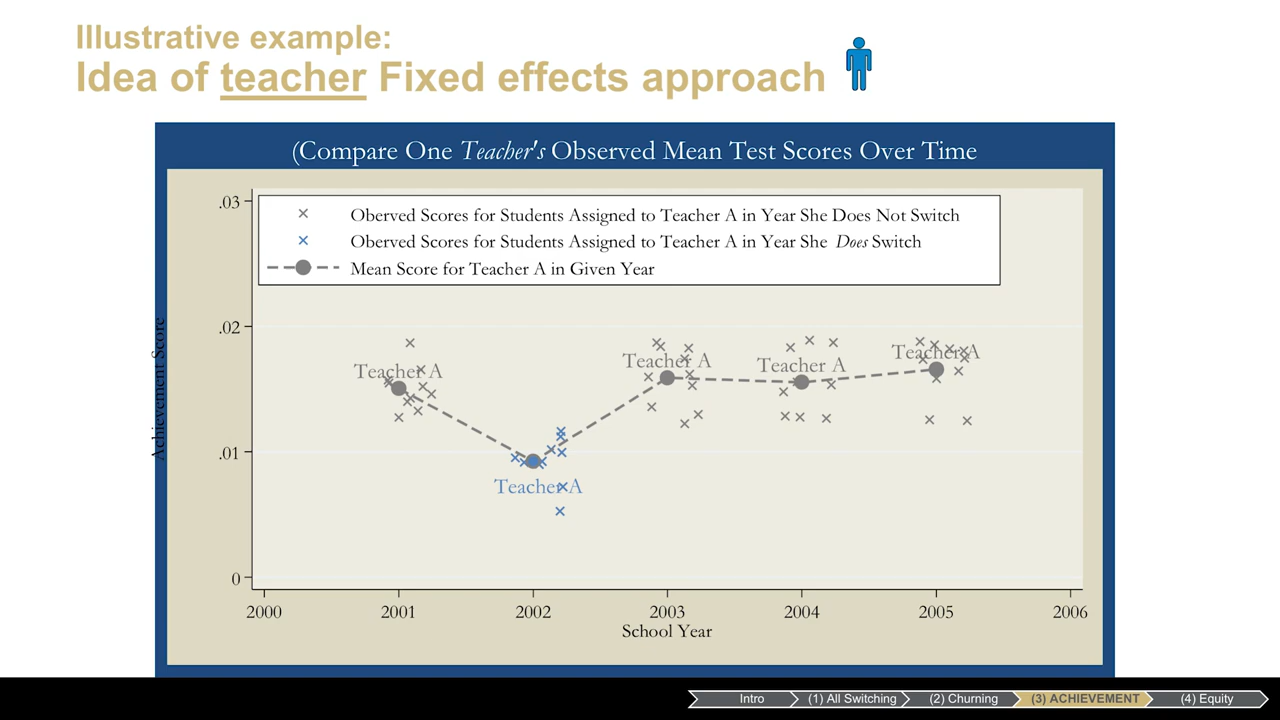 Illustrative example:
Idea of teacher Fixed effects approach
(Compare One Teacher's Observed Mean Test Scores Over Time
Oberved Scores for Students Assigned to Teacher A in Year She Does Not Switch
Oberved Scores for Students Assigned to Teacher A in Year She Does Switch
Mean Score for Teacher A in Given Year
.03
.02
.01
0
Achievement Score
Teacher A
Teacher A
Teacher A
Teacher A
Teacher A
2000
2001
2002
2003
2004
2005
2006
School Year
Intro
(1) All Switching
(2) Churning
(3) ACHIEVEMENT
(4) Equity